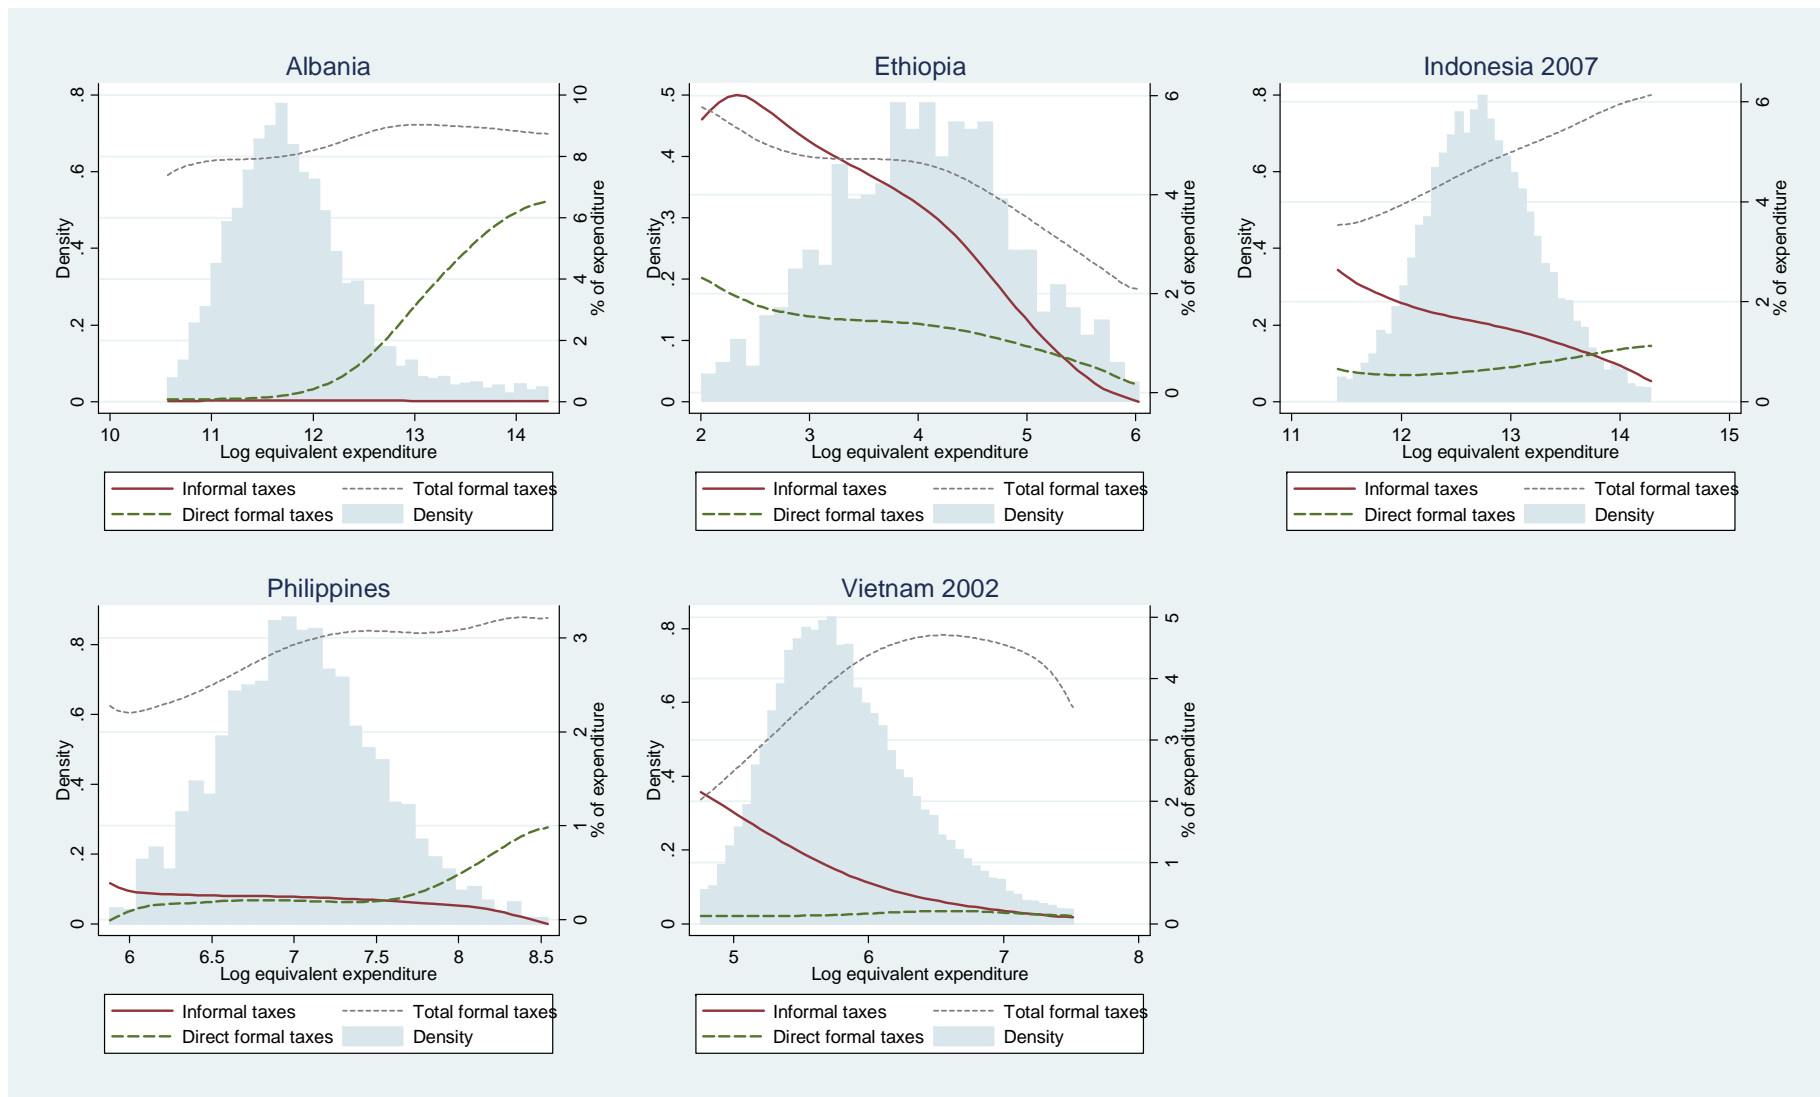 Albania
Density
0 .2 .4 .6 .8
0 2 4 6 8 10
% of expenditure
10 11 12 13 14
Log equivalent expenditure
Informal taxes Total formal taxes
Direct formal taxes Density
Ethiopia
Density
0 .1 .2 .3 .4 .5
0 2 4 6
% of expenditure
2 3 4 5 6
Log equivalent expenditure
Informal taxes Total formal taxes
Direct formal taxes Density
Indonesia 2007
Density
0 .2 .4 .6 .8
0 2 4 6
% of expenditure
11 12 13 14 15
Log equivalent expenditure
Informal taxes Total formal taxes
Direct formal taxes Density
Philippines
Density
0 .2 .4 .6 .8
0 1 2 3
% of expenditure
6 6.5 7 7.5 8 8.5
Log equivalent expenditure
Informal taxes Total formal taxes
Direct formal taxes Density
Vietnam 2002
Density
0 .2 .4 .6 .8
0 1 2 3 4 5
% of expenditure
5 6 7 8
Log equivalent expenditure
Informal taxes Total formal taxes
Direct formal taxes Density